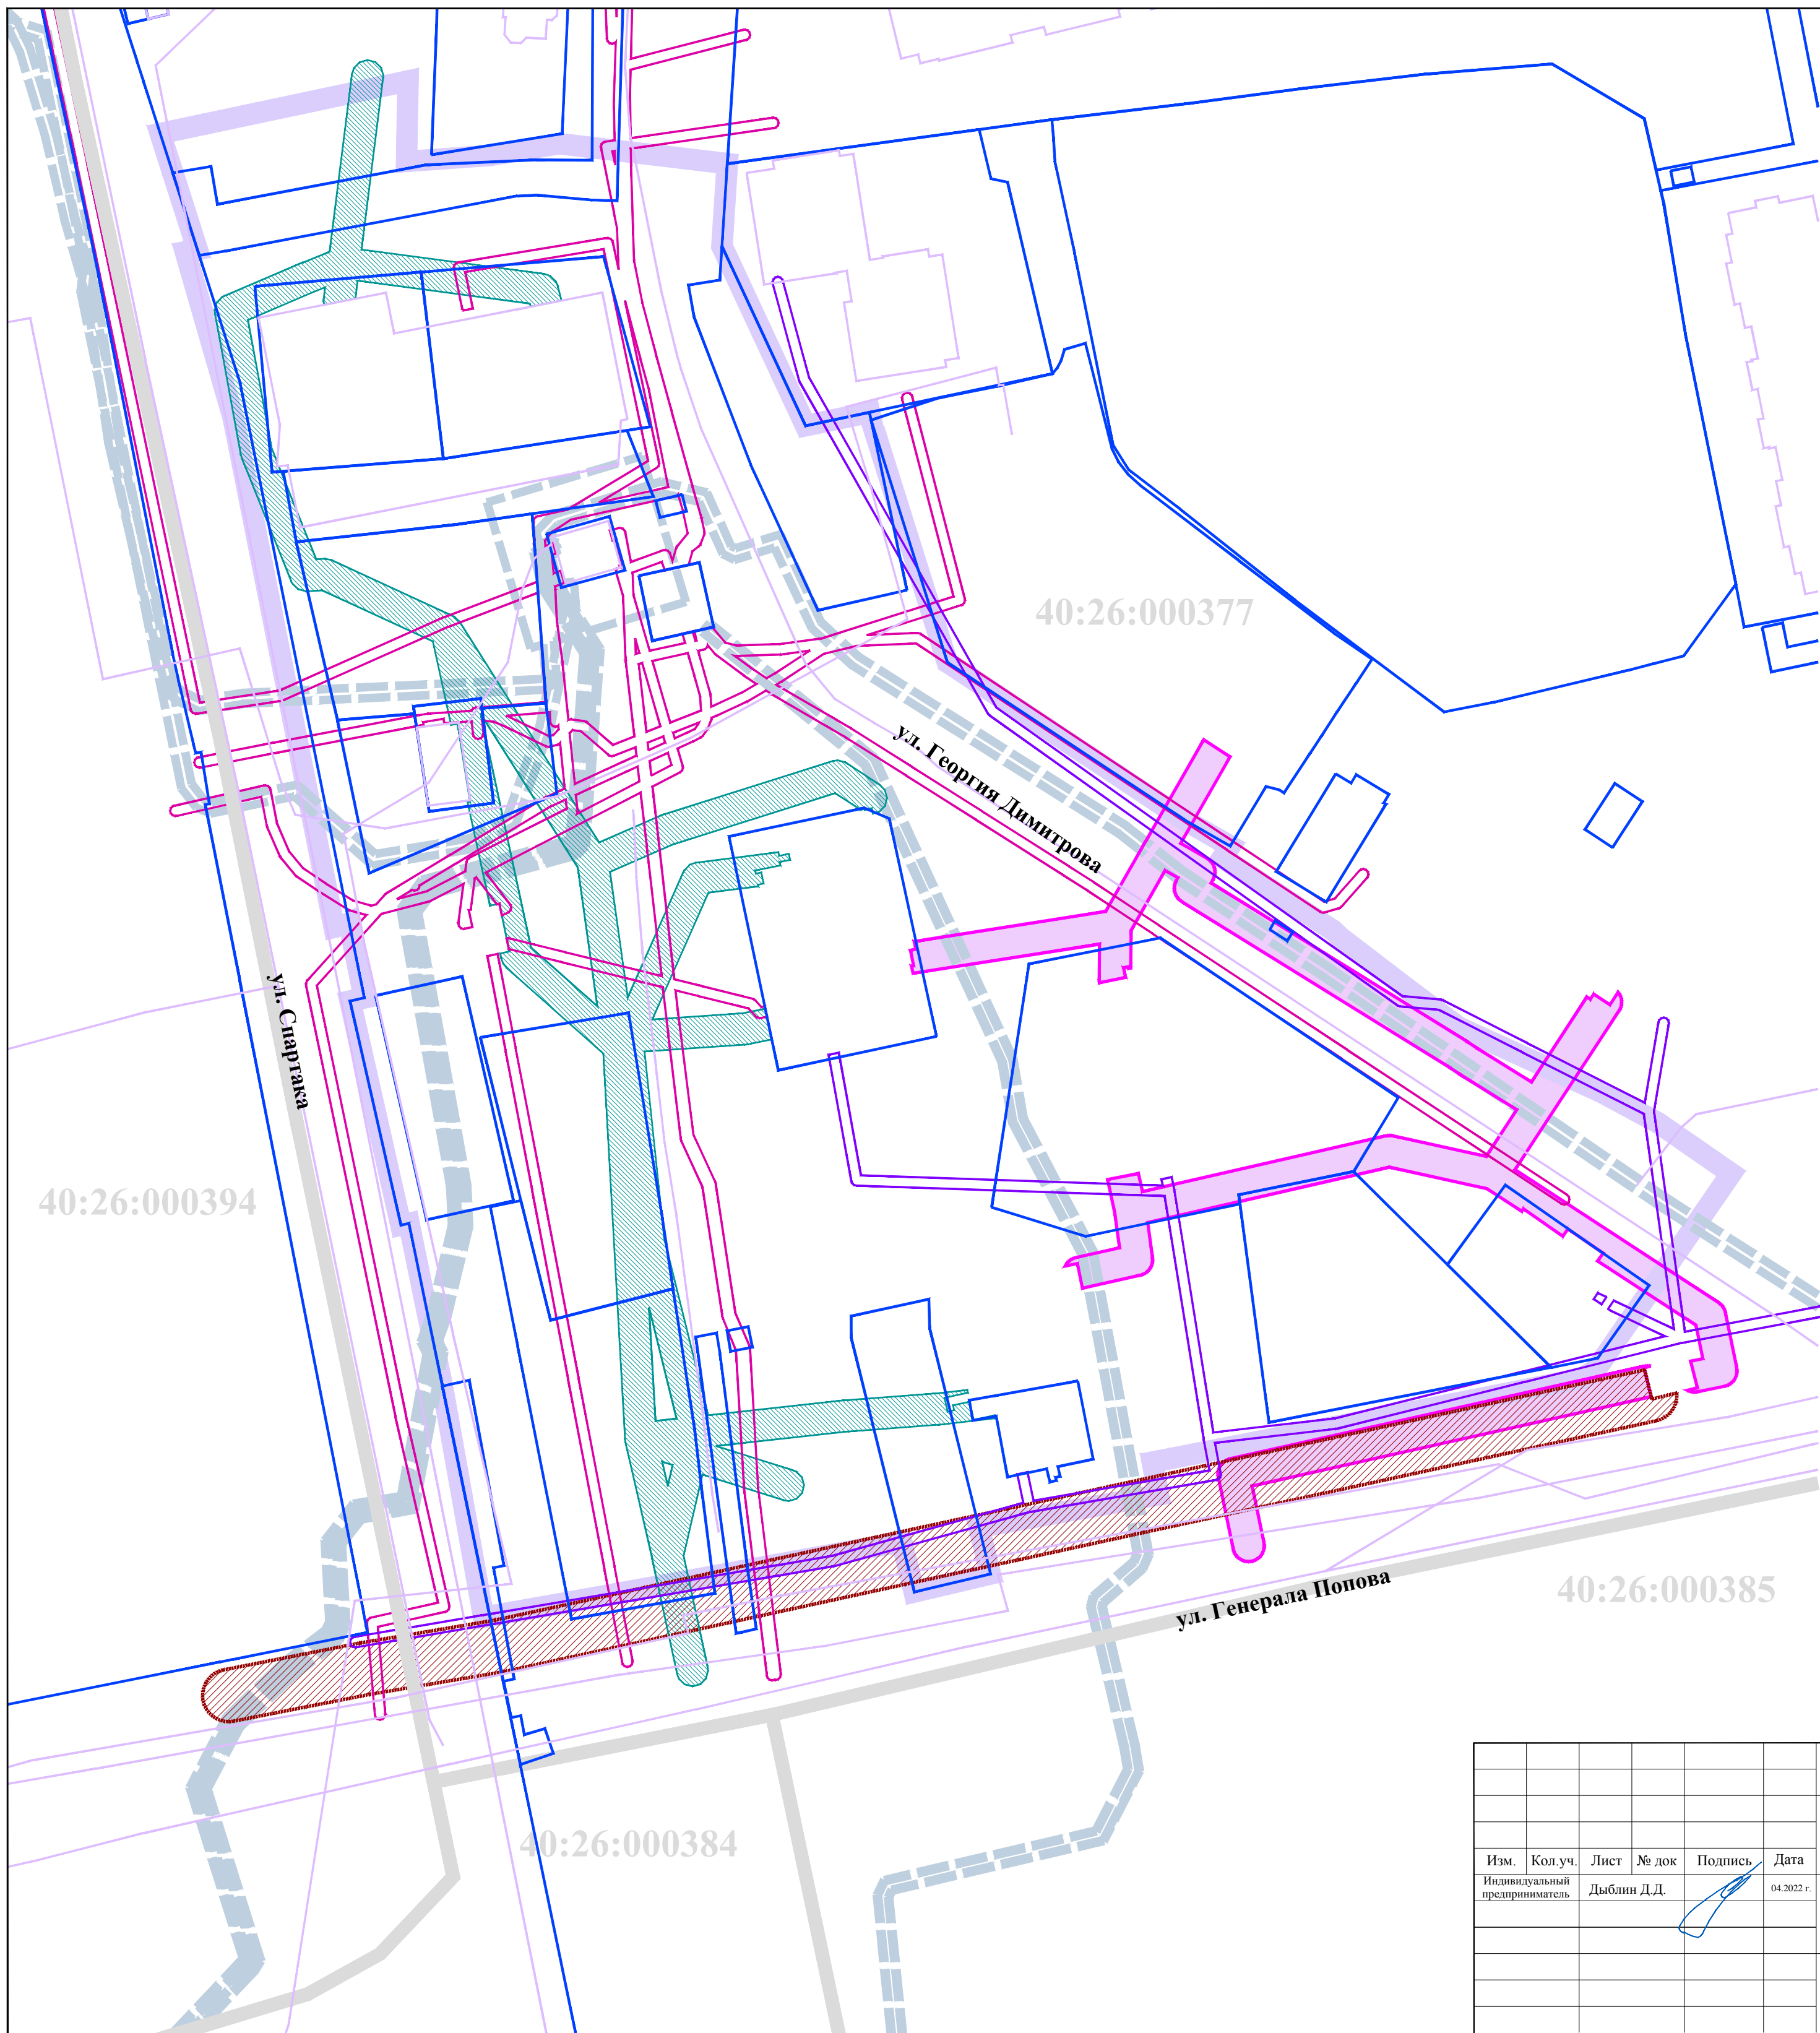 40:26:000377
ул. Георгия Димитрова
ул. Спартака
40:26:000394
ул. Генерала Попова
40:26:000385
40:26:000384
Изм. Кол.уч. Лист № док Подпись Дата
Индивидуальный
предприниматель Дыблин Д.Д. 04.2022 г.